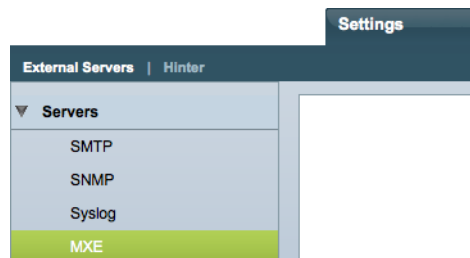 Settings
External Servers | Hinter
Servers
SMTP
SNMP
Syslog
MXE